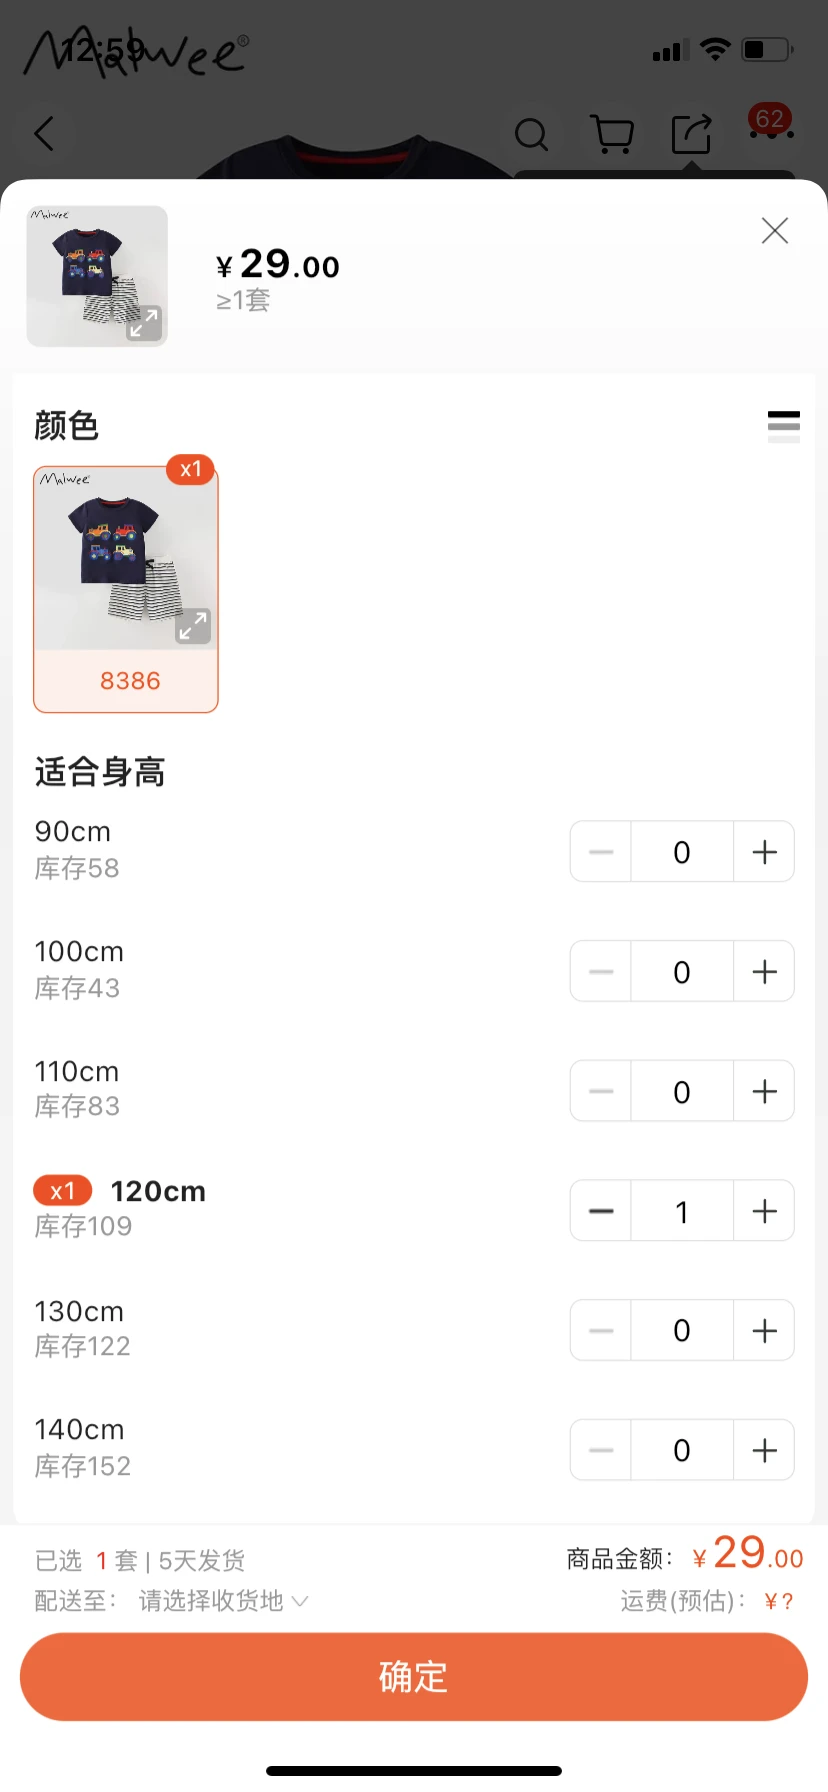 Malwee®
12:59
62
Malwee
¥29.00
≥1套
颜色
x1
Malwee
8386
适合身高
90cm
库存58
0
100cm
库存43
0
110cm
库存83
0
x1 120cm
库存109
1
130cm
库存122
0
140cm
库存152
0
已选 1 套 | 5天发货
商品金额： ¥29.00
配送至： 请选择收货地
运费(预估)： ¥?
确定